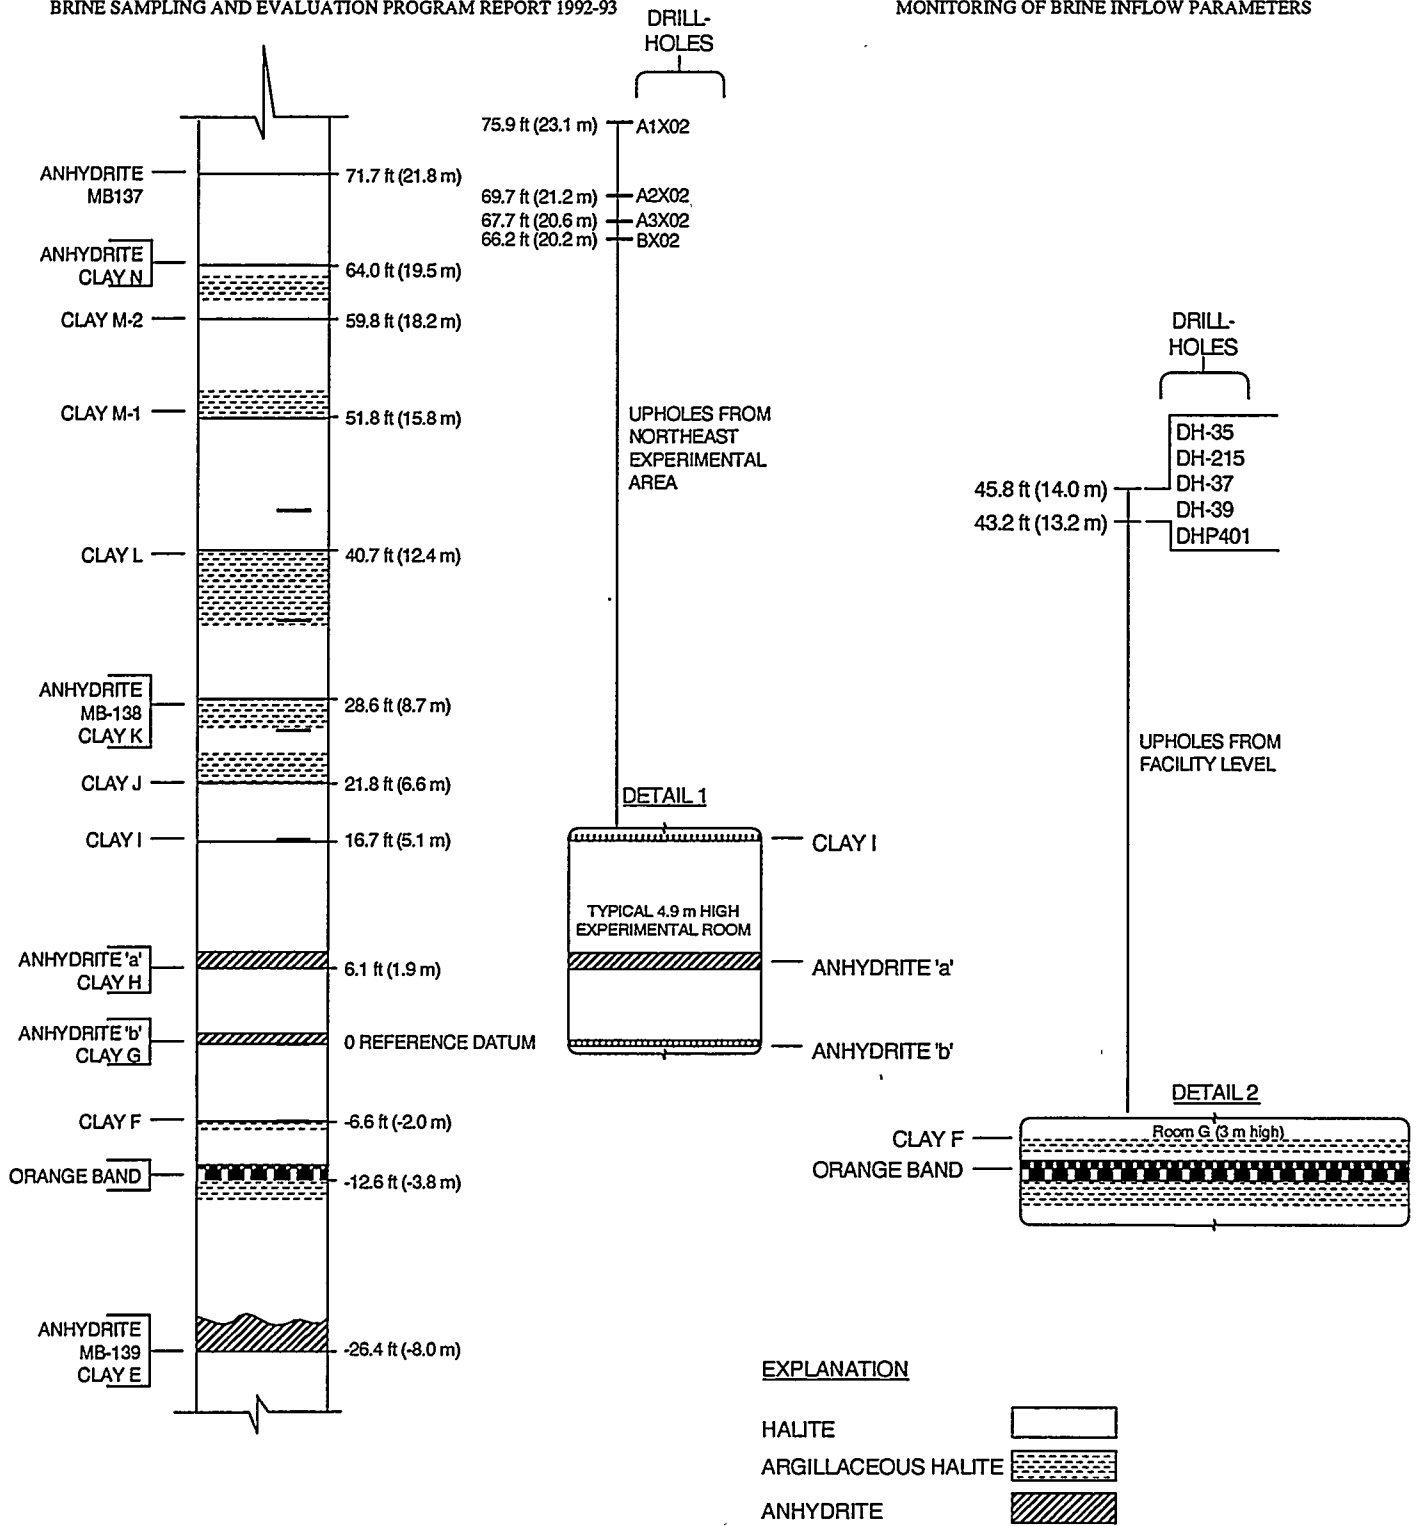 BRINE SAMPLING AND EVALUATION PROGRAM REPORT 1992-93
MONITORING OF BRINE INFLOW PARAMETERS
DRILL-
HOLES
75.9 ft (23.1 m)
A1X02
ANHYDRITE
MB137
71.7 ft (21.8 m)
69.7 ft (21.2 m)
A2X02
67.7 ft (20.6 m)
A3X02
66.2 ft (20.2 m)
BX02
ANHYDRITE
CLAY N
64.0 ft (19.5 m)
CLAY M-2
59.8 ft (18.2 m)
CLAY M-1
51.8 ft (15.8 m)
UPHOLES FROM
NORTHEAST
EXPERIMENTAL
AREA
DRILL-
HOLES
DH-35
DH-215
DH-37
DH-39
DHP401
45.8 ft (14.0 m)
43.2 ft (13.2 m)
CLAY L
40.7 ft (12.4 m)
ANHYDRITE
MB-138
CLAY K
28.6 ft (8.7 m)
UPHOLES FROM
FACILITY LEVEL
CLAY J
21.8 ft (6.6 m)
DETAIL 1
CLAY I
16.7 ft (5.1 m)
CLAY I
TYPICAL 4.9 m HIGH
EXPERIMENTAL ROOM
ANHYDRITE 'a'
CLAY H
6.1 ft (1.9 m)
ANHYDRITE 'a'
ANHYDRITE 'b'
CLAY G
0 REFERENCE DATUM
ANHYDRITE 'b'
DETAIL 2
CLAY F
-6.6 ft (-2.0 m)
CLAY F
Room G (3 m high)
ORANGE BAND
-12.6 ft (-3.8 m)
ORANGE BAND
ANHYDRITE
MB-139
CLAY E
-26.4 ft (-8.0 m)
EXPLANATION
HALITE
ARGILLACEOUS HALITE
ANHYDRITE